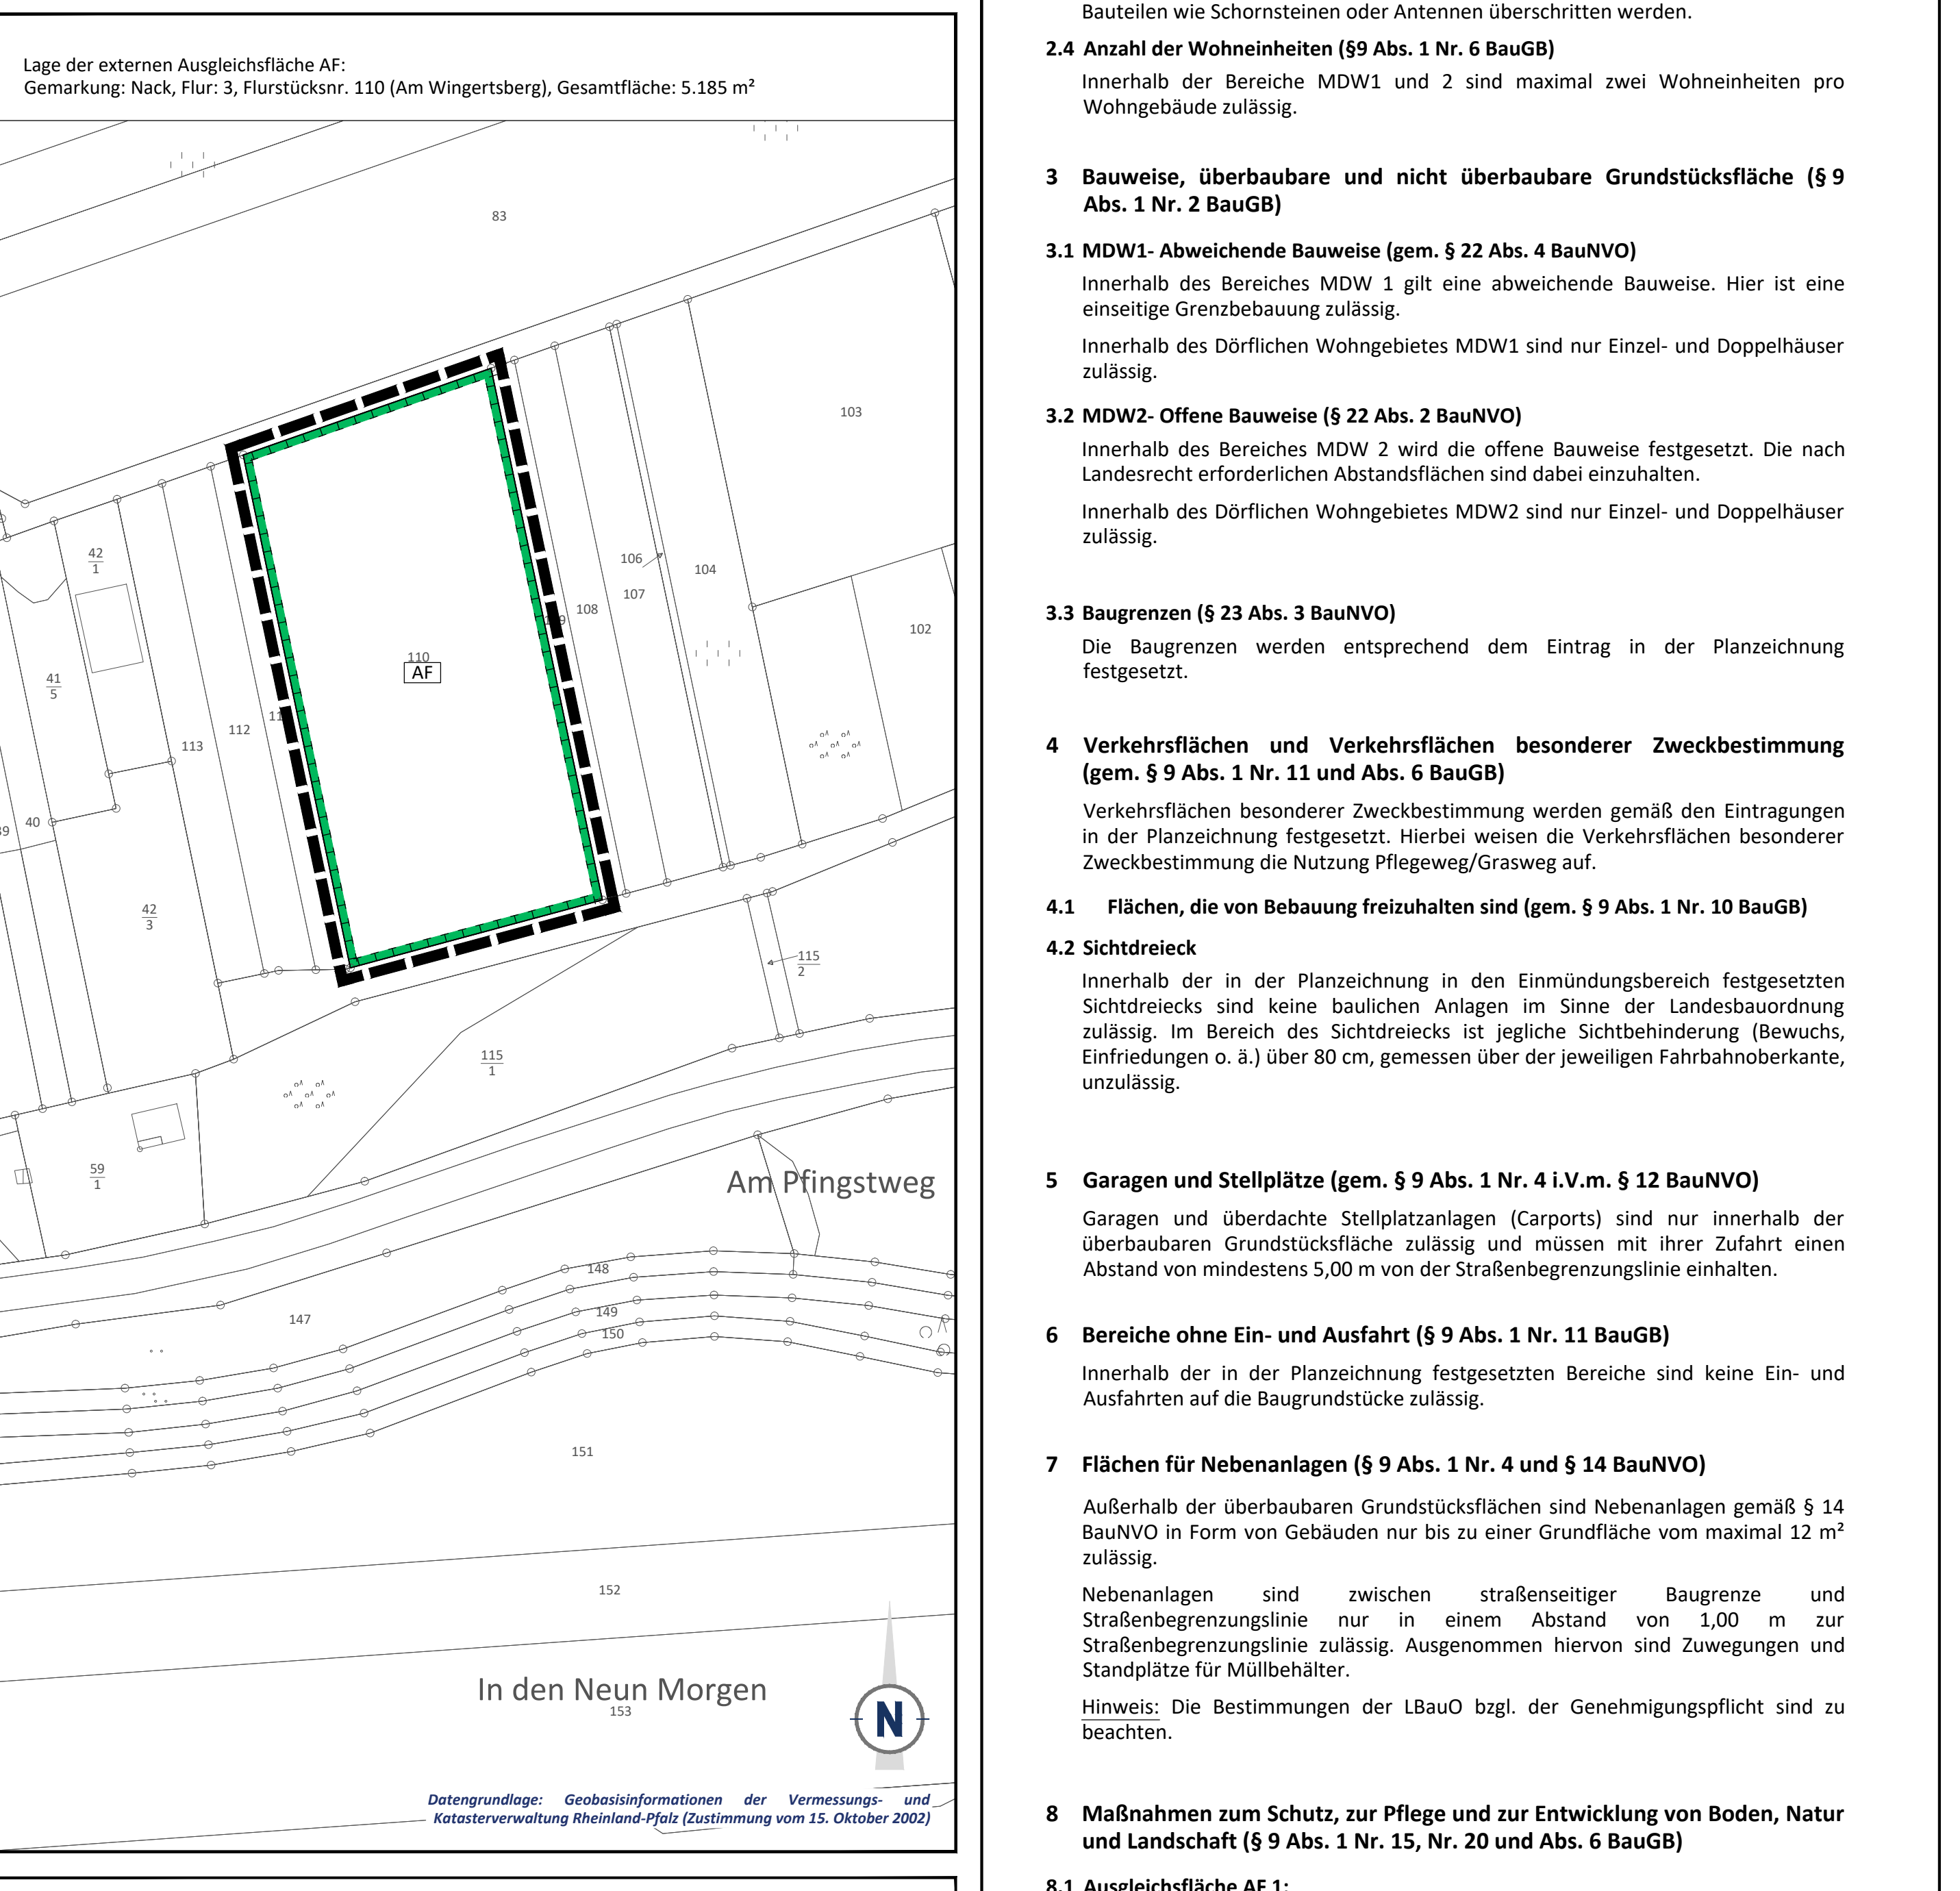 Lage der externen Ausgleichsfläche AF:
Gemarkung: Nack, Flur: 3, Flurstücksnr. 110 (Am Wingertsberg), Gesamtfläche: 5.185 m²
83
103
42
1
106
104
107
108
102
110
AF
41
5
112
113
40
42
3
115
2
115
1
59
1
Am Pfingstweg
148
147
149
150
151
152
In den Neun Morgen
153
N
Datengrundlage: Geobasisinformationen der Vermessungs- und
Katasterverwaltung Rheinland-Pfalz (Zustimmung vom 15. Oktober 2002)
Bauteilen wie Schornsteinen oder Antennen überschritten werden.
2.4 Anzahl der Wohneinheiten (§9 Abs. 1 Nr. 6 BauGB)
Innerhalb der Bereiche MDW1 und 2 sind maximal zwei Wohneinheiten pro
Wohngebäude zulässig.
3 Bauweise, überbaubare und nicht überbaubare Grundstücksfläche (§ 9
Abs. 1 Nr. 2 BauGB)
3.1 MDW1- Abweichende Bauweise (gem. § 22 Abs. 4 BauNVO)
Innerhalb des Bereiches MDW 1 gilt eine abweichende Bauweise. Hier ist eine
einseitige Grenzbebauung zulässig.
Innerhalb des Dörflichen Wohngebietes MDW1 sind nur Einzel- und Doppelhäuser
zulässig.
3.2 MDW2- Offene Bauweise (§ 22 Abs. 2 BauNVO)
Innerhalb des Bereiches MDW 2 wird die offene Bauweise festgesetzt. Die nach
Landesrecht erforderlichen Abstandsflächen sind dabei einzuhalten.
Innerhalb des Dörflichen Wohngebietes MDW2 sind nur Einzel- und Doppelhäuser
zulässig.
3.3 Baugrenzen (§ 23 Abs. 3 BauNVO)
Die Baugrenzen werden entsprechend dem Eintrag in der Planzeichnung
festgesetzt.
4 Verkehrsflächen und Verkehrsflächen besonderer Zweckbestimmung
(gem. § 9 Abs. 1 Nr. 11 und Abs. 6 BauGB)
Verkehrsflächen besonderer Zweckbestimmung werden gemäß den Eintragungen
in der Planzeichnung festgesetzt. Hierbei weisen die Verkehrsflächen besonderer
Zweckbestimmung die Nutzung Pflegeweg/Grasweg auf.
4.1 Flächen, die von Bebauung freizuhalten sind (gem. § 9 Abs. 1 Nr. 10 BauGB)
4.2 Sichtdreieck
Innerhalb der in der Planzeichnung in den Einmündungsbereich festgesetzten
Sichtdreiecks sind keine baulichen Anlagen im Sinne der Landesbauordnung
zulässig. Im Bereich des Sichtdreiecks ist jegliche Sichtbehinderung (Bewuchs,
Einfriedungen o. ä.) über 80 cm, gemessen über der jeweiligen Fahrbahnoberkante,
unzulässig.
5 Garagen und Stellplätze (gem. § 9 Abs. 1 Nr. 4 i.V.m. § 12 BauNVO)
Garagen und überdachte Stellplatzanlagen (Carports) sind nur innerhalb der
überbaubaren Grundstücksfläche zulässig und müssen mit ihrer Zufahrt einen
Abstand von mindestens 5,00 m von der Straßenbegrenzungslinie einhalten.
6 Bereiche ohne Ein- und Ausfahrt (§ 9 Abs. 1 Nr. 11 BauGB)
Innerhalb der in der Planzeichnung festgesetzten Bereiche sind keine Ein- und
Ausfahrten auf die Baugrundstücke zulässig.
7 Flächen für Nebenanlagen (§ 9 Abs. 1 Nr. 4 und § 14 BauNVO)
Außerhalb der überbaubaren Grundstücksflächen sind Nebenanlagen gemäß § 14
BauNVO in Form von Gebäuden nur bis zu einer Grundfläche vom maximal 12 m²
zulässig.
Nebenanlagen sind zwischen straßenseitiger Baugrenze und
Straßenbegrenzungslinie nur in einem Abstand von 1,00 m zur
Straßenbegrenzungslinie zulässig. Ausgenommen hiervon sind Zuwegungen und
Standplätze für Müllbehälter.
Hinweis: Die Bestimmungen der LBauO bzgl. der Genehmigungspflicht sind zu
beachten.
8 Maßnahmen zum Schutz, zur Pflege und zur Entwicklung von Boden, Natur
und Landschaft (§ 9 Abs. 1 Nr. 15, Nr. 20 und Abs. 6 BauGB)
8.1 Ausgleichsfläche AF 1: